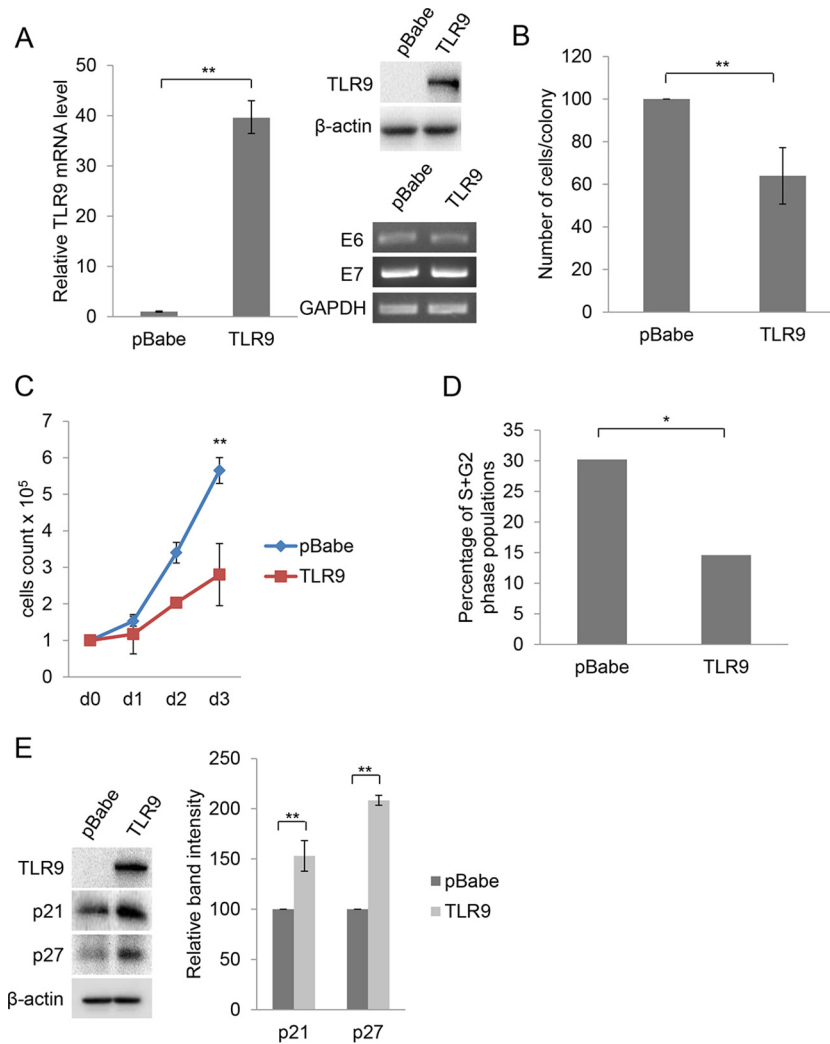 A
Relative TLR9 mRNA level
50
40
30
20
10
0
**
pBabe
TLR9
pBabe
TLR9
TLR9
β-actin
pBabe
TLR9
E6
E7
GAPDH
B
Number of cells/colony
120
100
80
60
40
20
0
**
pBabe
TLR9
C
cells count x 10⁵
7
6
5
4
3
2
1
0
**
d0
d1
d2
d3
pBabe
TLR9
D
Percentage of S+G2
phase populations
35
30
25
20
15
10
5
0
*
pBabe
TLR9
E
pBabe
TLR9
TLR9
p21
p27
β-actin
Relative band intensity
250
200
150
100
50
0
**
**
p21
p27
pBabe
TLR9